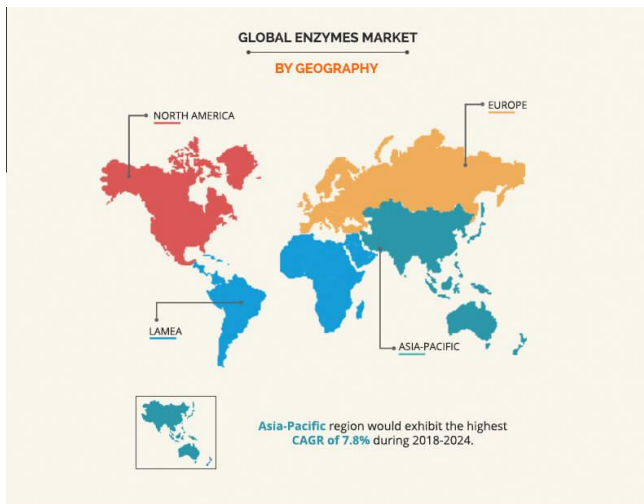 GLOBAL ENZYMES MARKET
BY GEOGRAPHY
EUROPE
NORTH AMERICA
LAMEA
ASIA-PACIFIC
Asia-Pacific region would exhibit the highest
CAGR of 7.8% during 2018-2024.